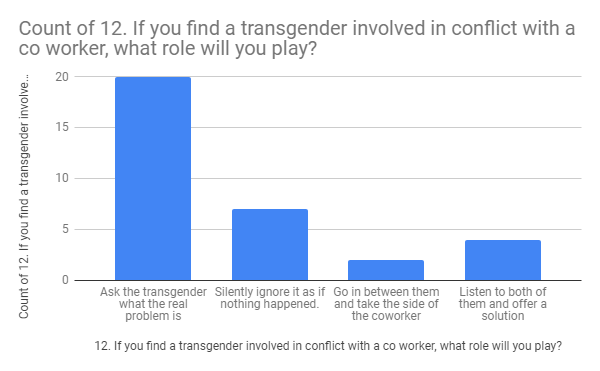 Count of 12. If you find a transgender involved in conflict with a
co worker, what role will you play?
Count of 12. If you find a transgender involve...
20
15
10
5
0
Ask the transgender
what the real
problem is
Silently ignore it as if
nothing happened.
Go in between them
and take the side of
the coworker
Listen to both of
them and offer a
solution
12. If you find a transgender involved in conflict with a co worker, what role will you play?